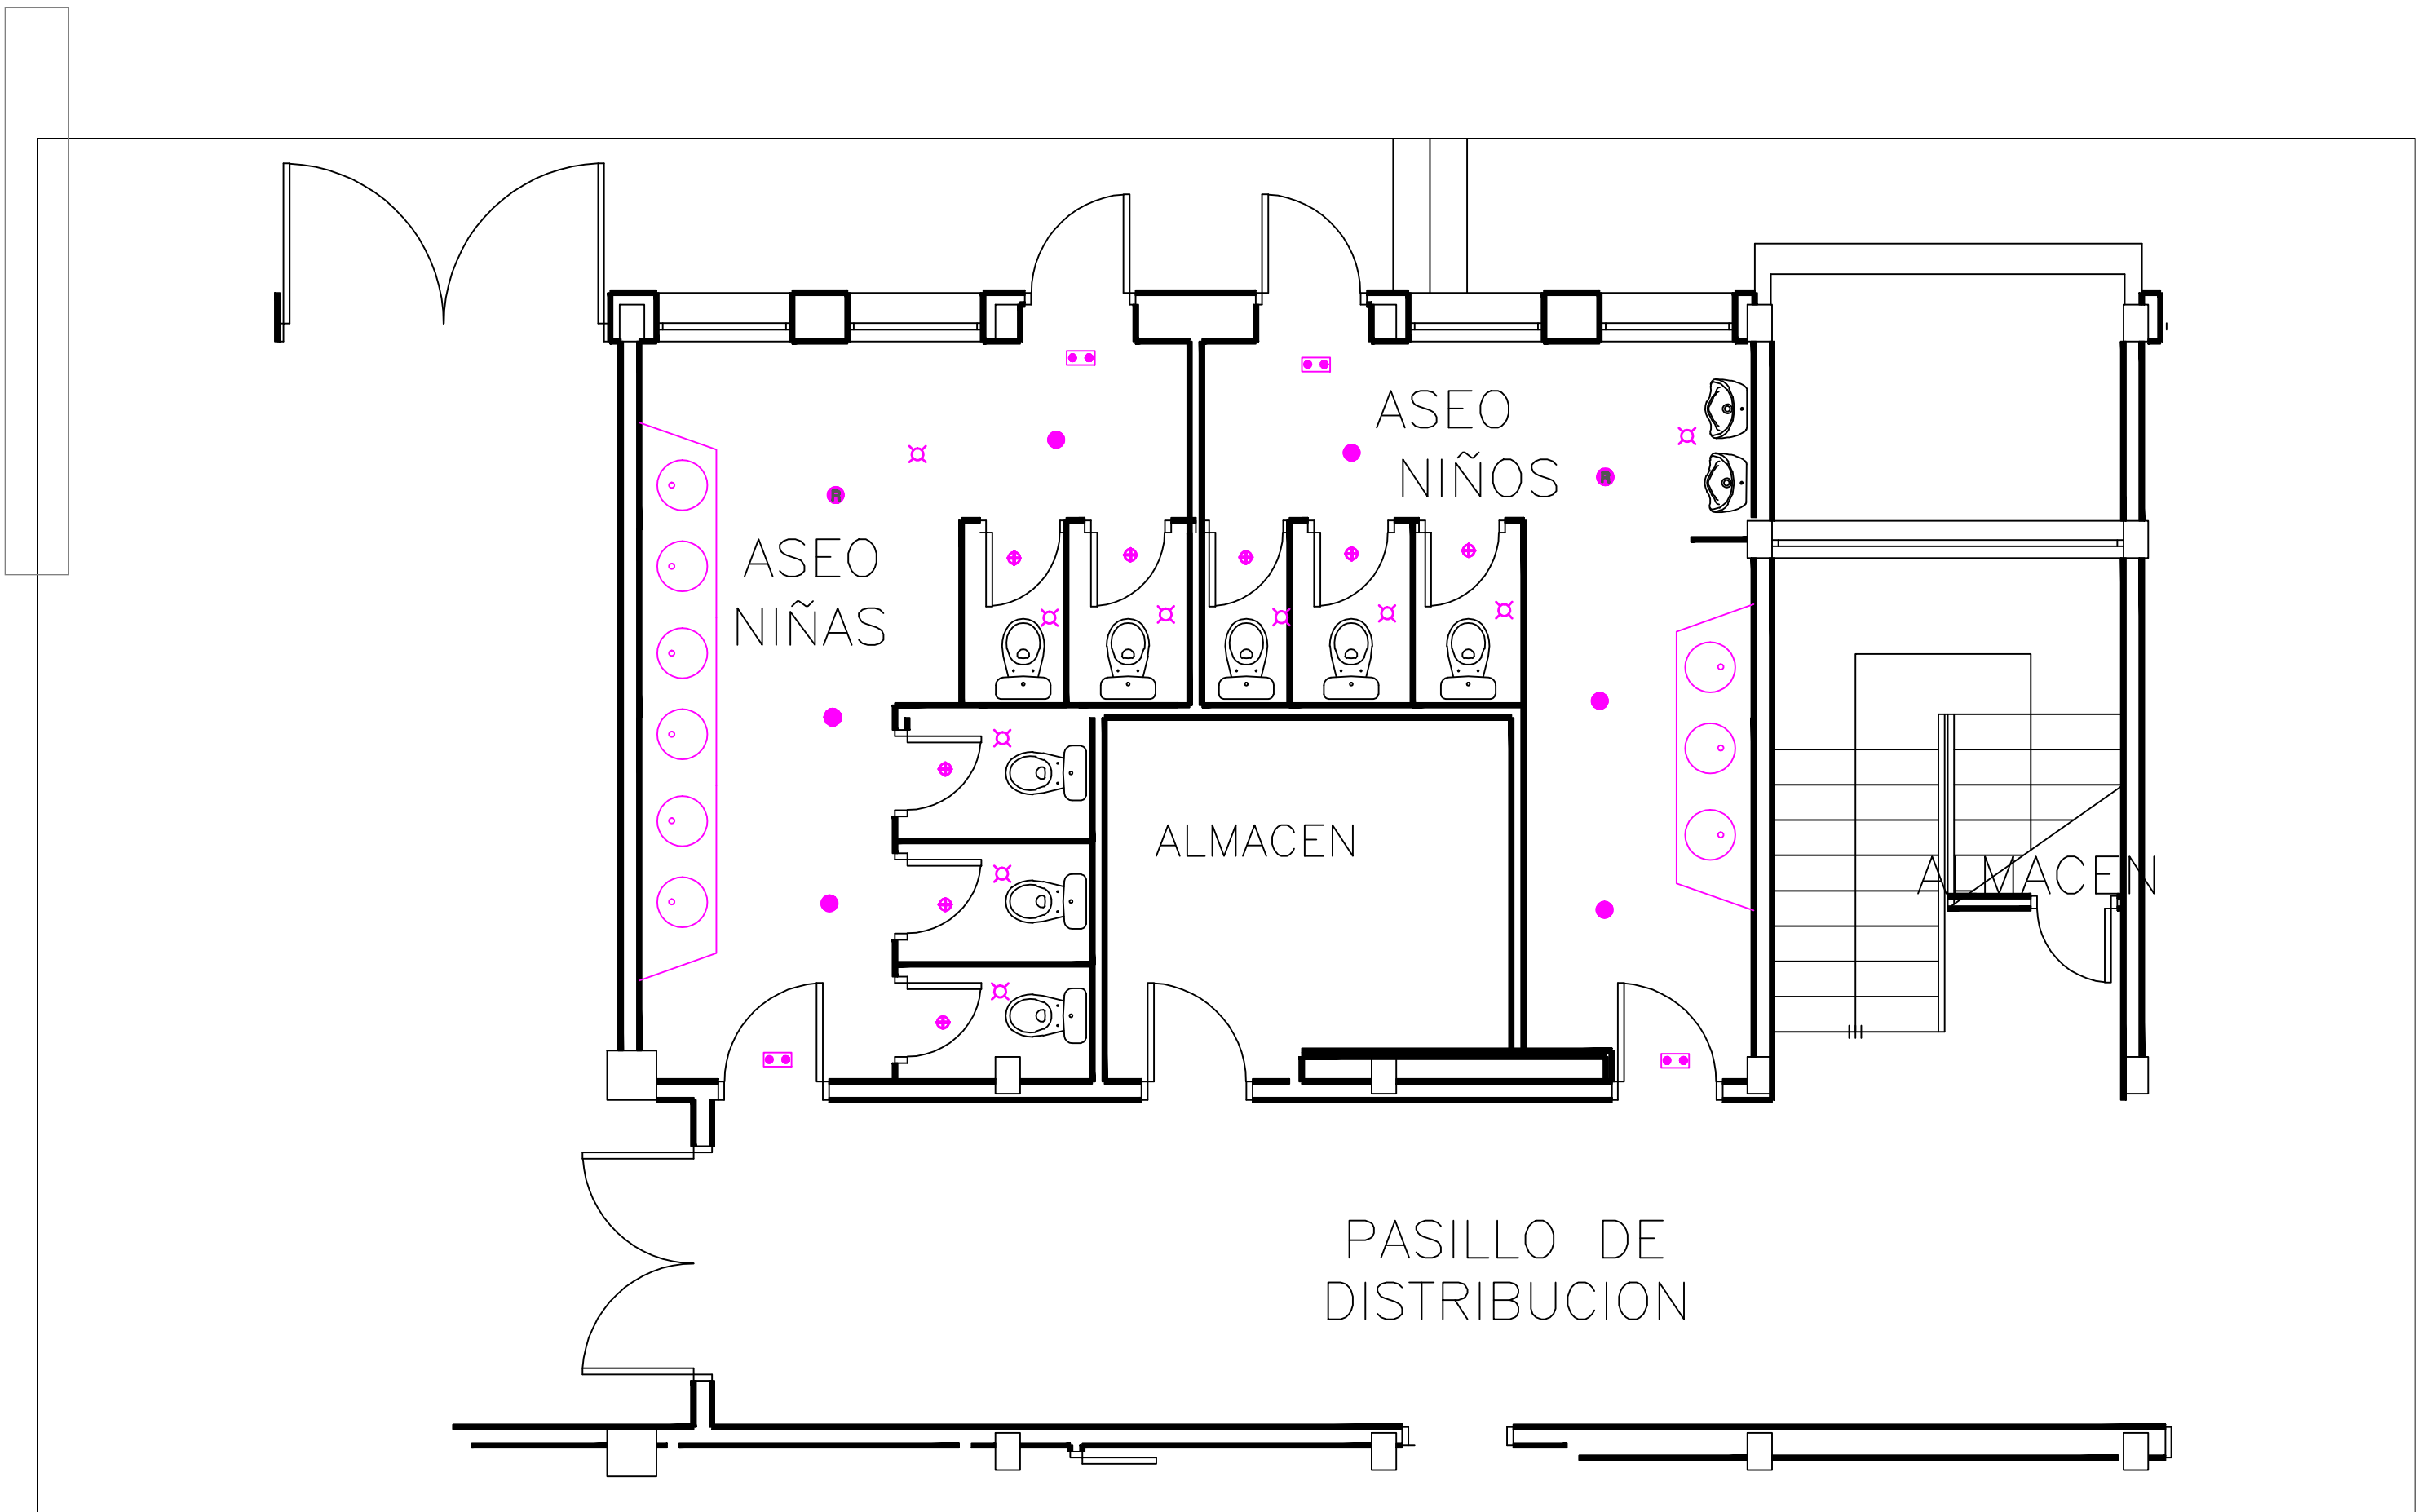 ASEO
NIÑOS
R
R
ASEO
NIÑAS
ALMACEN
ALMACEN
PASILLO DE
DISTRIBUCION